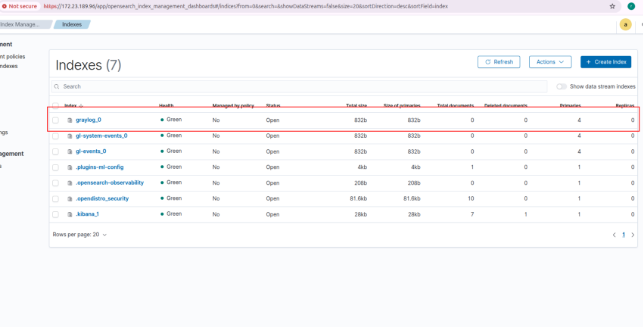 Not secure https://172.23.189.96/app/opensearch_index_management_dashboards#/indices?from=0&search=&showDataStreams=false&size=20&sortDirection=desc&sortField=index
Index Manage... Indexes a
ment
nt policies
ndexes
ngs
agement
s
Indexes (7) Refresh Actions + Create Index
Search Show data stream indexes
Index Health Managed by policy Status Total size Size of primaries Total documents Deleted documents Primaries Replicas
graylog_0 Green No Open 832b 832b 0 0 4 0
gl-system-events_0 Green No Open 832b 832b 0 0 4 0
gl-events_0 Green No Open 832b 832b 0 0 4 0
.plugins-ml-config Green No Open 4kb 4kb 1 0 1 0
.opensearch-observability Green No Open 208b 208b 0 0 1 0
.opendistro_security Green No Open 81.6kb 81.6kb 10 0 1 0
.kibana_1 Green No Open 28kb 28kb 7 1 1 0
Rows per page: 20 < 1 >